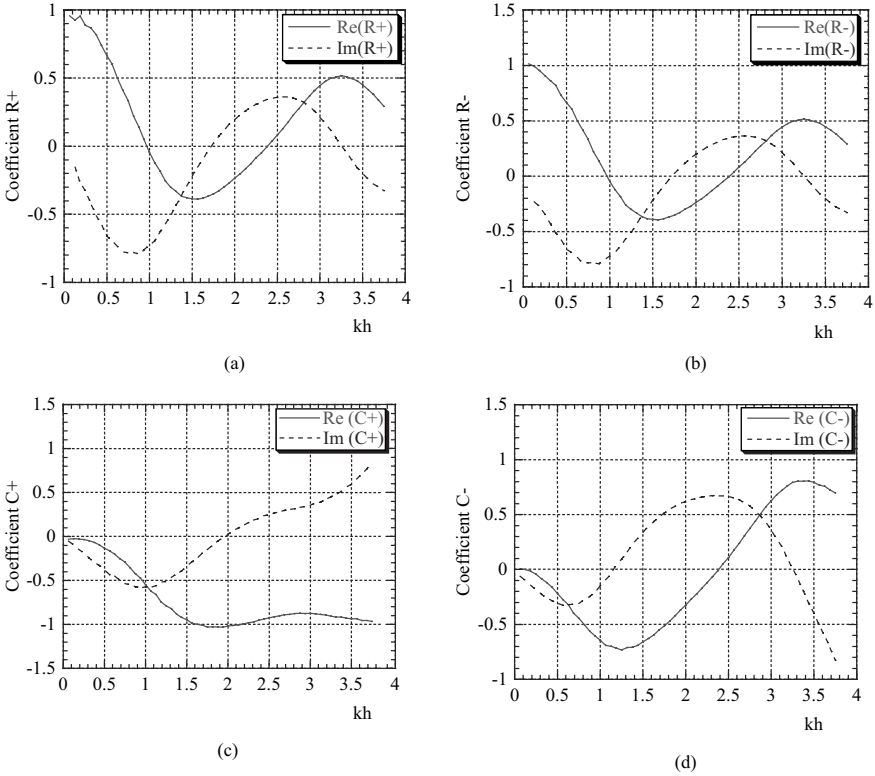 Coefficient R+
1
0.5
0
-0.5
-1
Re(R+)
Im(R+)
0 0.5 1 1.5 2 2.5 3 3.5 4
kh
(a)
Coefficient R-
1.5
1
0.5
0
-0.5
-1
Re(R-)
Im(R-)
0 0.5 1 1.5 2 2.5 3 3.5 4
kh
(b)
Coefficient C+
1.5
1
0.5
0
-0.5
-1
-1.5
Re (C+)
Im (C+)
0 0.5 1 1.5 2 2.5 3 3.5 4
kh
(c)
Coefficient C-
1.5
1
0.5
0
-0.5
-1
Re (C-)
Im (C-)
0 0.5 1 1.5 2 2.5 3 3.5 4
kh
(d)